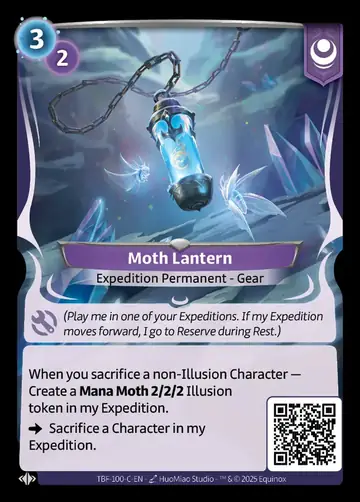 3
2
Moth Lantern
Expedition Permanent - Gear
(Play me in one of your Expeditions. If my Expedition
moves forward, I go to Reserve during Rest.)
When you sacrifice a non-Illusion Character —
Create a Mana Moth 2/2/2 Illusion
token in my Expedition.
➔ Sacrifice a Character in my
Expedition.
TBF-100-C-EN - HuoMiao Studio - ™ & © 2025 Equinox